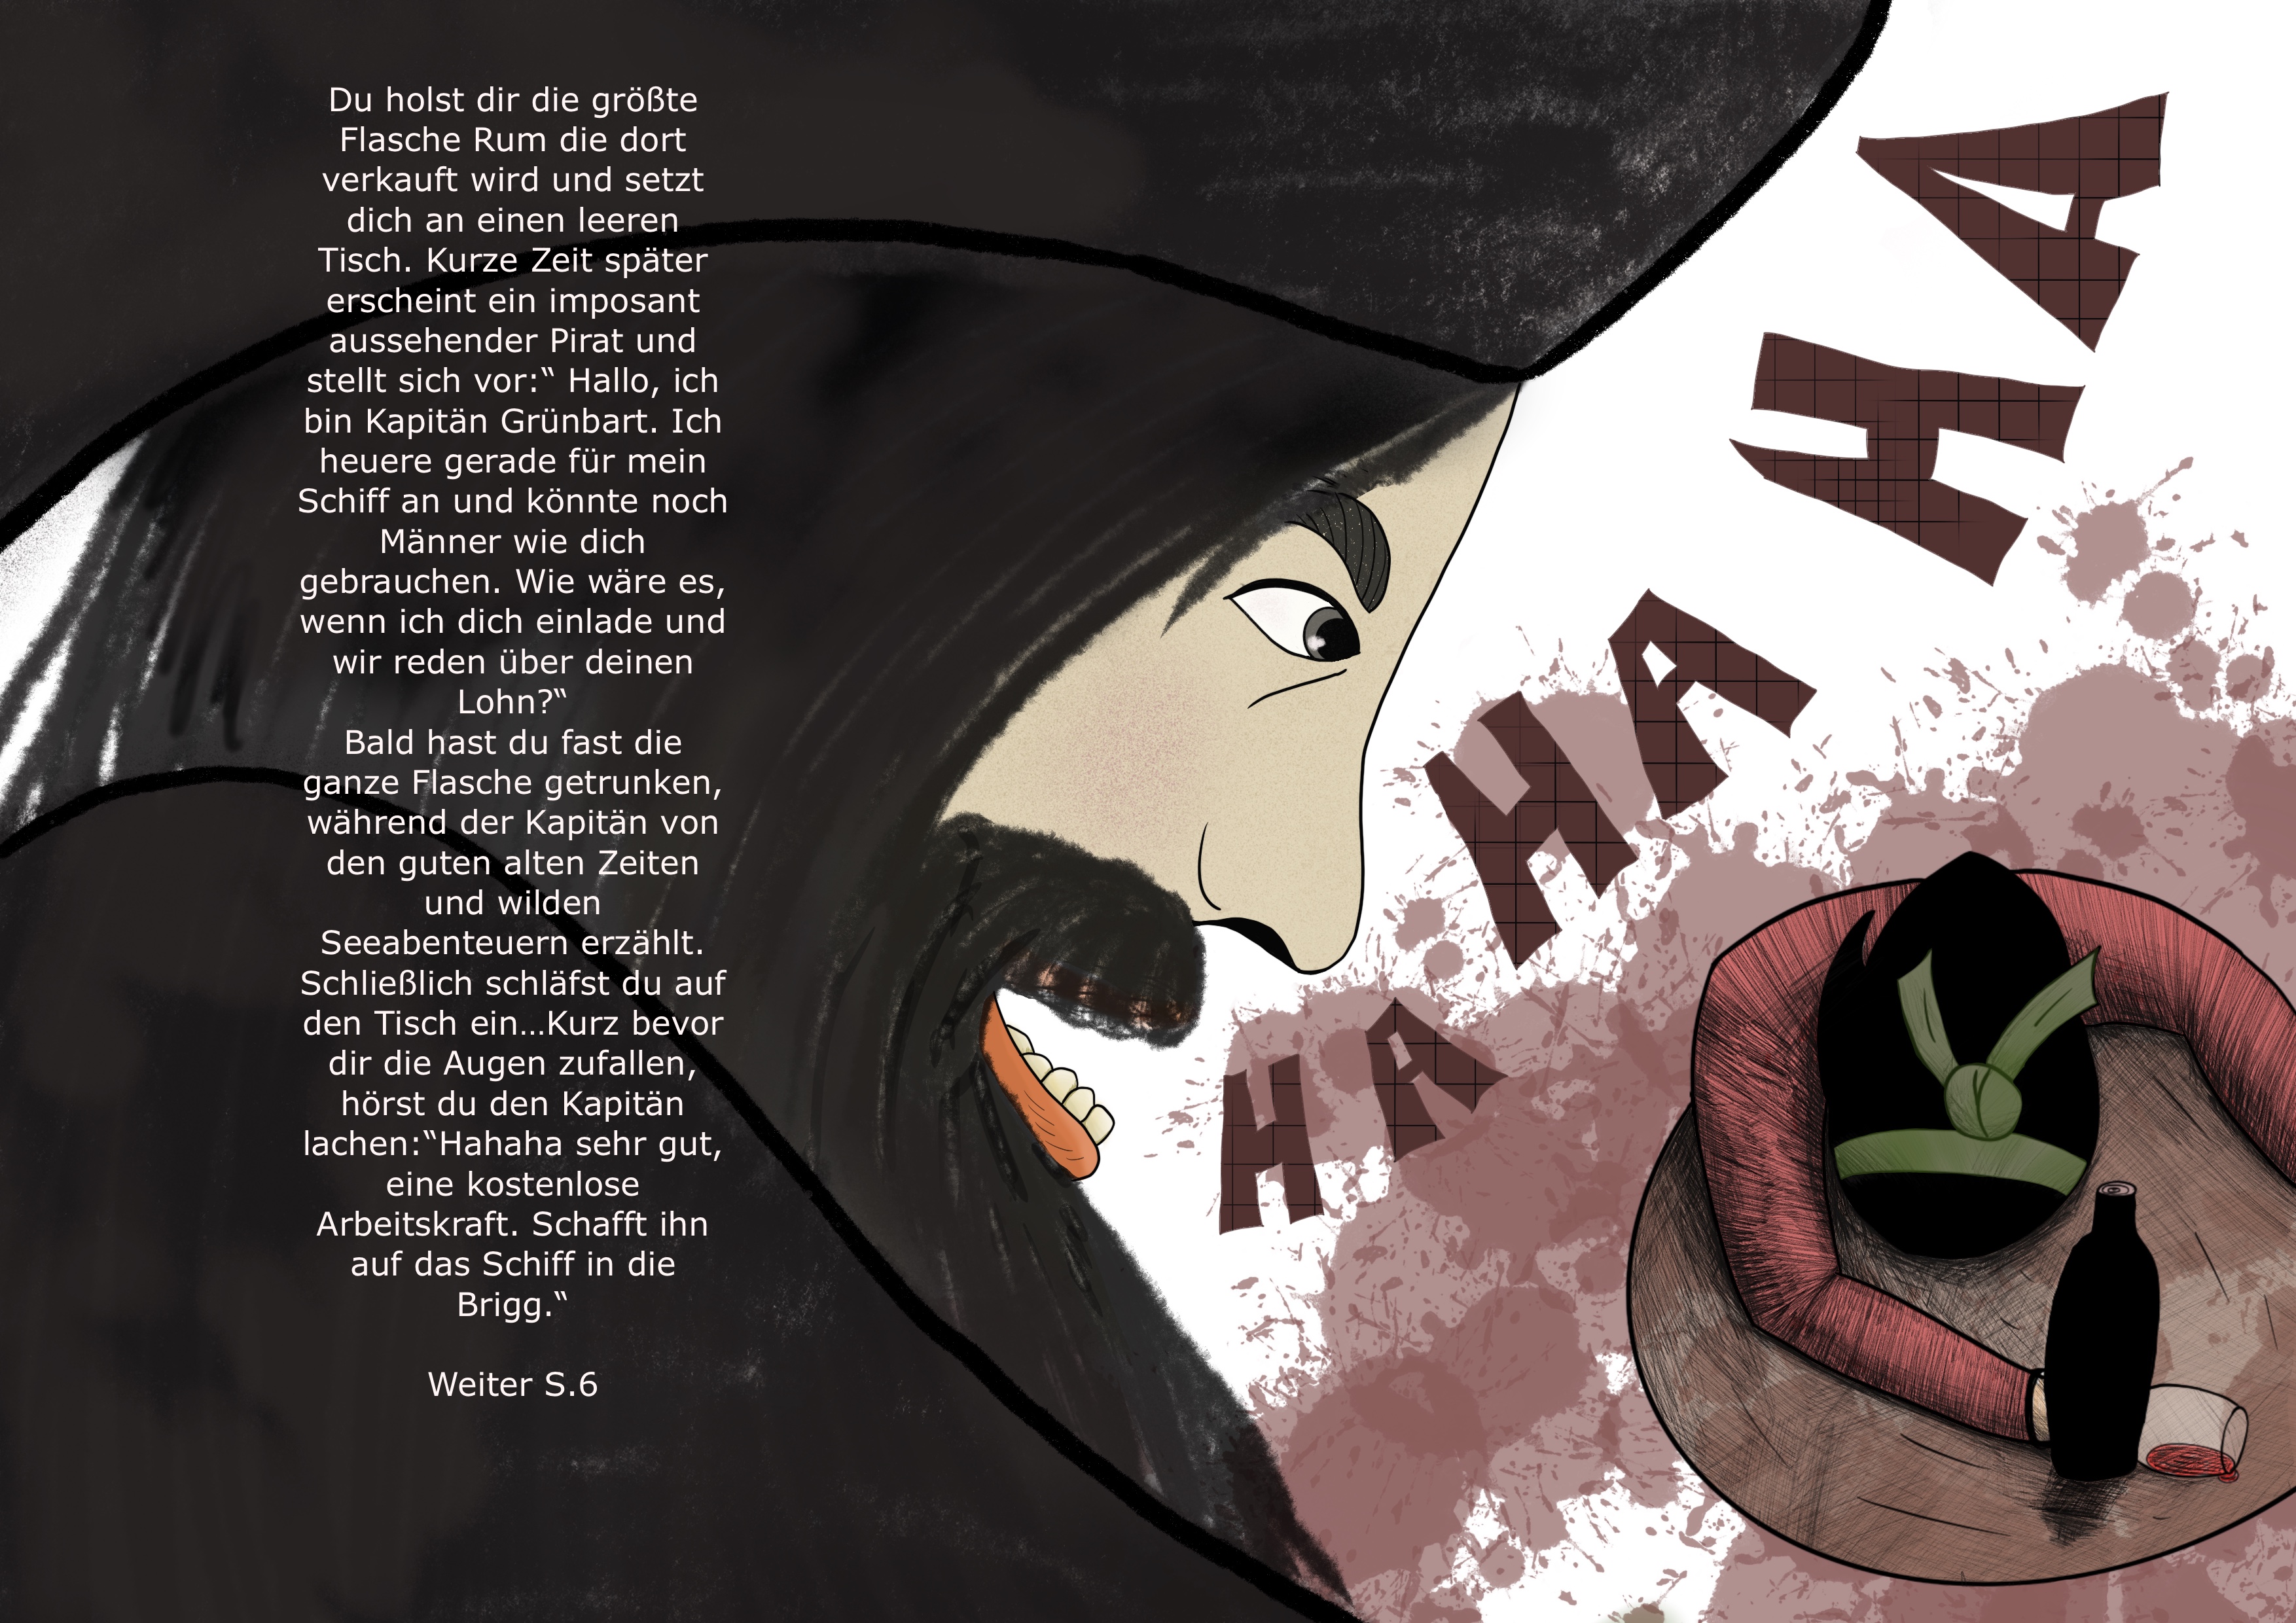 Du holst dir die größte
Flasche Rum die dort
verkauft wird und setzt
dich an einen leeren
Tisch. Kurze Zeit später
erscheint ein imposant
aussehender Pirat und
stellt sich vor:“ Hallo, ich
bin Kapitän Grünbart. Ich
heuere gerade für mein
Schiff an und könnte noch
Männer wie dich
gebrauchen. Wie wäre es,
wenn ich dich einlade und
wir reden über deinen
Lohn?“
Bald hast du fast die
ganze Flasche getrunken,
während der Kapitän von
den guten alten Zeiten
und wilden
Seeabenteuern erzählt.
Schließlich schläfst du auf
den Tisch ein…Kurz bevor
dir die Augen zufallen,
hörst du den Kapitän
lachen:“Hahaha sehr gut,
eine kostenlose
Arbeitskraft. Schafft ihn
auf das Schiff in die
Brigg.“
Weiter S.6
HA
HA
HA